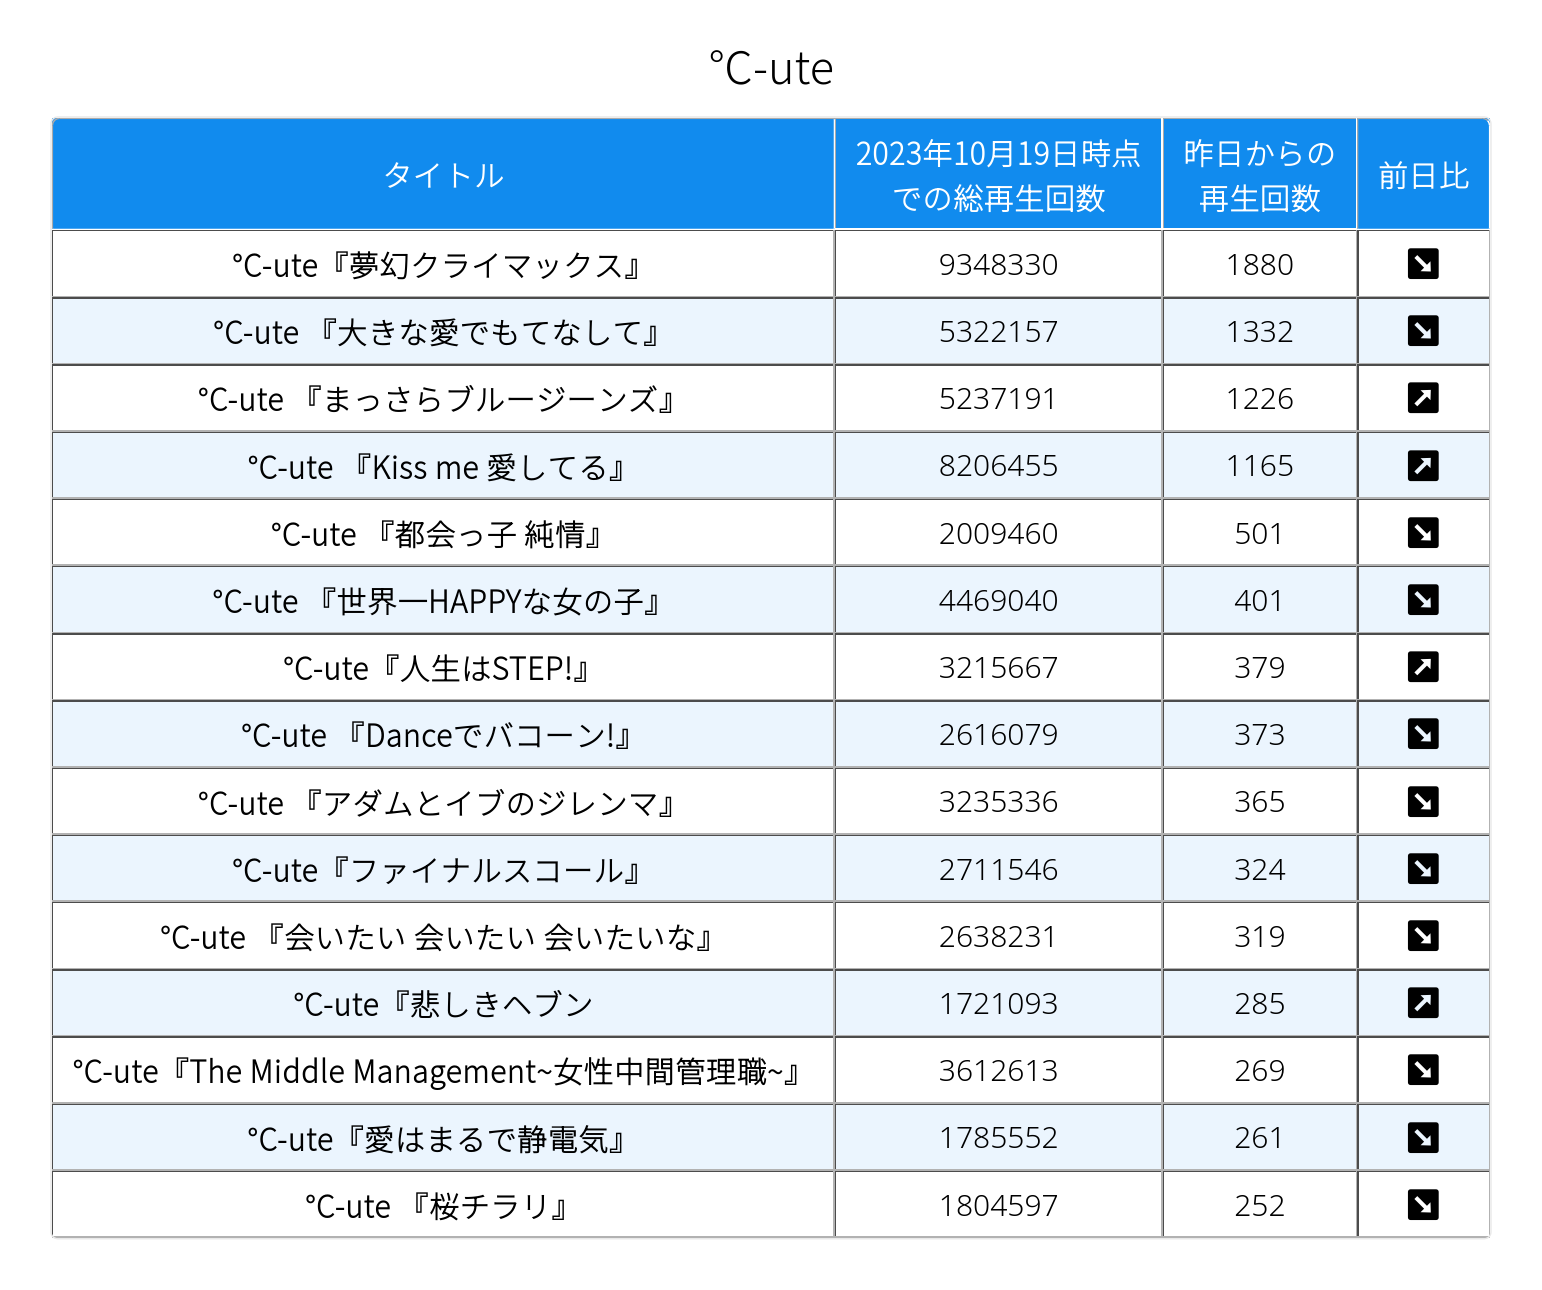 ℃-ute
タイトル
2023年10月19日時点
での総再生回数
昨日からの
再生回数
前日比
℃-ute『夢幻クライマックス』 9348330 1880 ↘
℃-ute 『大きな愛でもてなして』 5322157 1332 ↘
℃-ute 『まっさらブルージーンズ』 5237191 1226 ↗
℃-ute 『Kiss me 愛してる』 8206455 1165 ↗
℃-ute 『都会っ子 純情』 2009460 501 ↘
℃-ute 『世界一HAPPYな女の子』 4469040 401 ↘
℃-ute『人生はSTEP!』 3215667 379 ↗
℃-ute 『Danceでバコーン!』 2616079 373 ↘
℃-ute 『アダムとイブのジレンマ』 3235336 365 ↘
℃-ute『ファイナルスコール』 2711546 324 ↘
℃-ute 『会いたい 会いたい 会いたいな』 2638231 319 ↘
℃-ute『悲しきヘブン 1721093 285 ↗
℃-ute『The Middle Management~女性中間管理職~』 3612613 269 ↘
℃-ute『愛はまるで静電気』 1785552 261 ↘
℃-ute 『桜チラリ』 1804597 252 ↘